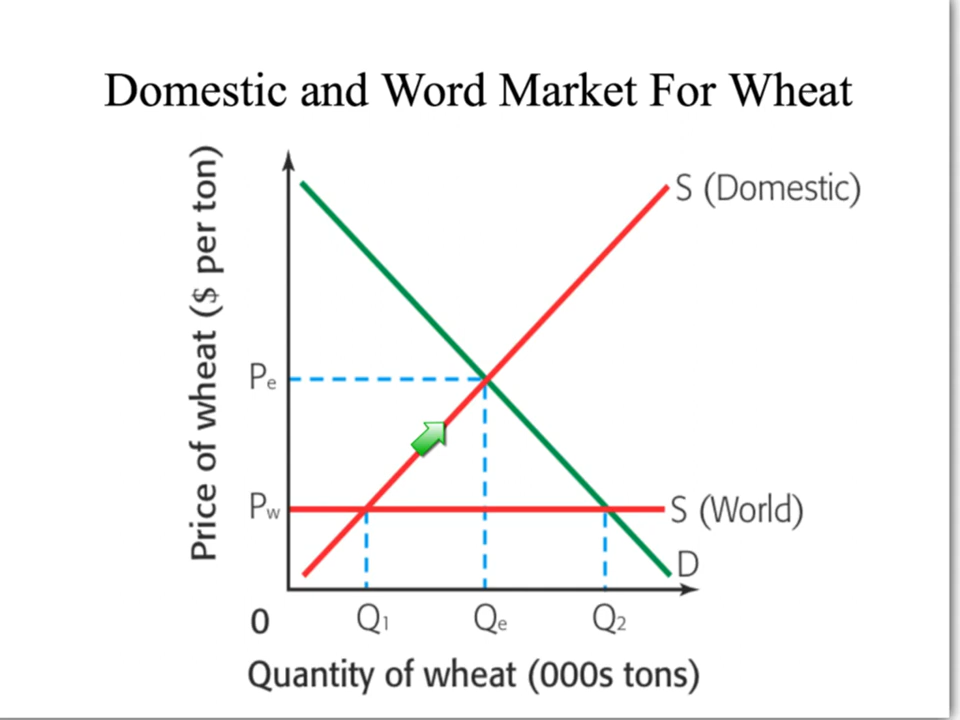 Domestic and Word Market For Wheat
Price of wheat ($ per ton)
S (Domestic)
Pe
Pw
S (World)
D
0
Q1
Qe
Q2
Quantity of wheat (000s tons)